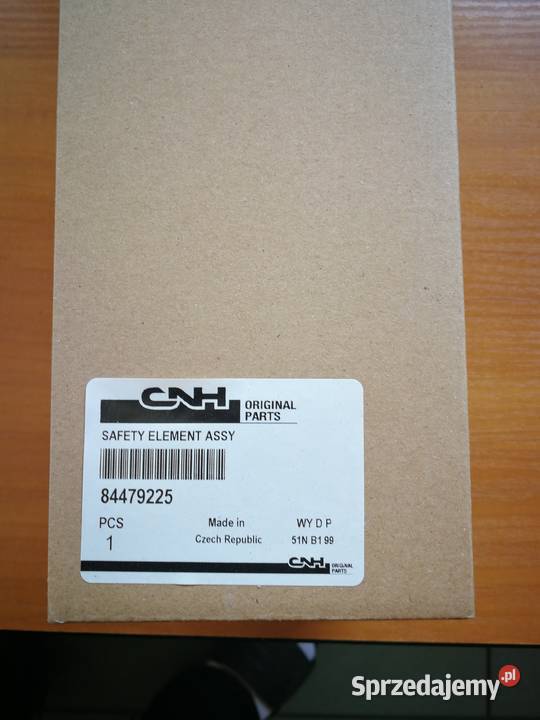 CNH
ORIGINAL
PARTS
SAFETY ELEMENT ASSY
84479225
PCS Made in WY D P
1 Czech Republic 51N B1 99
CNH ORIGINAL
PARTS
Sprzedajemy.pl